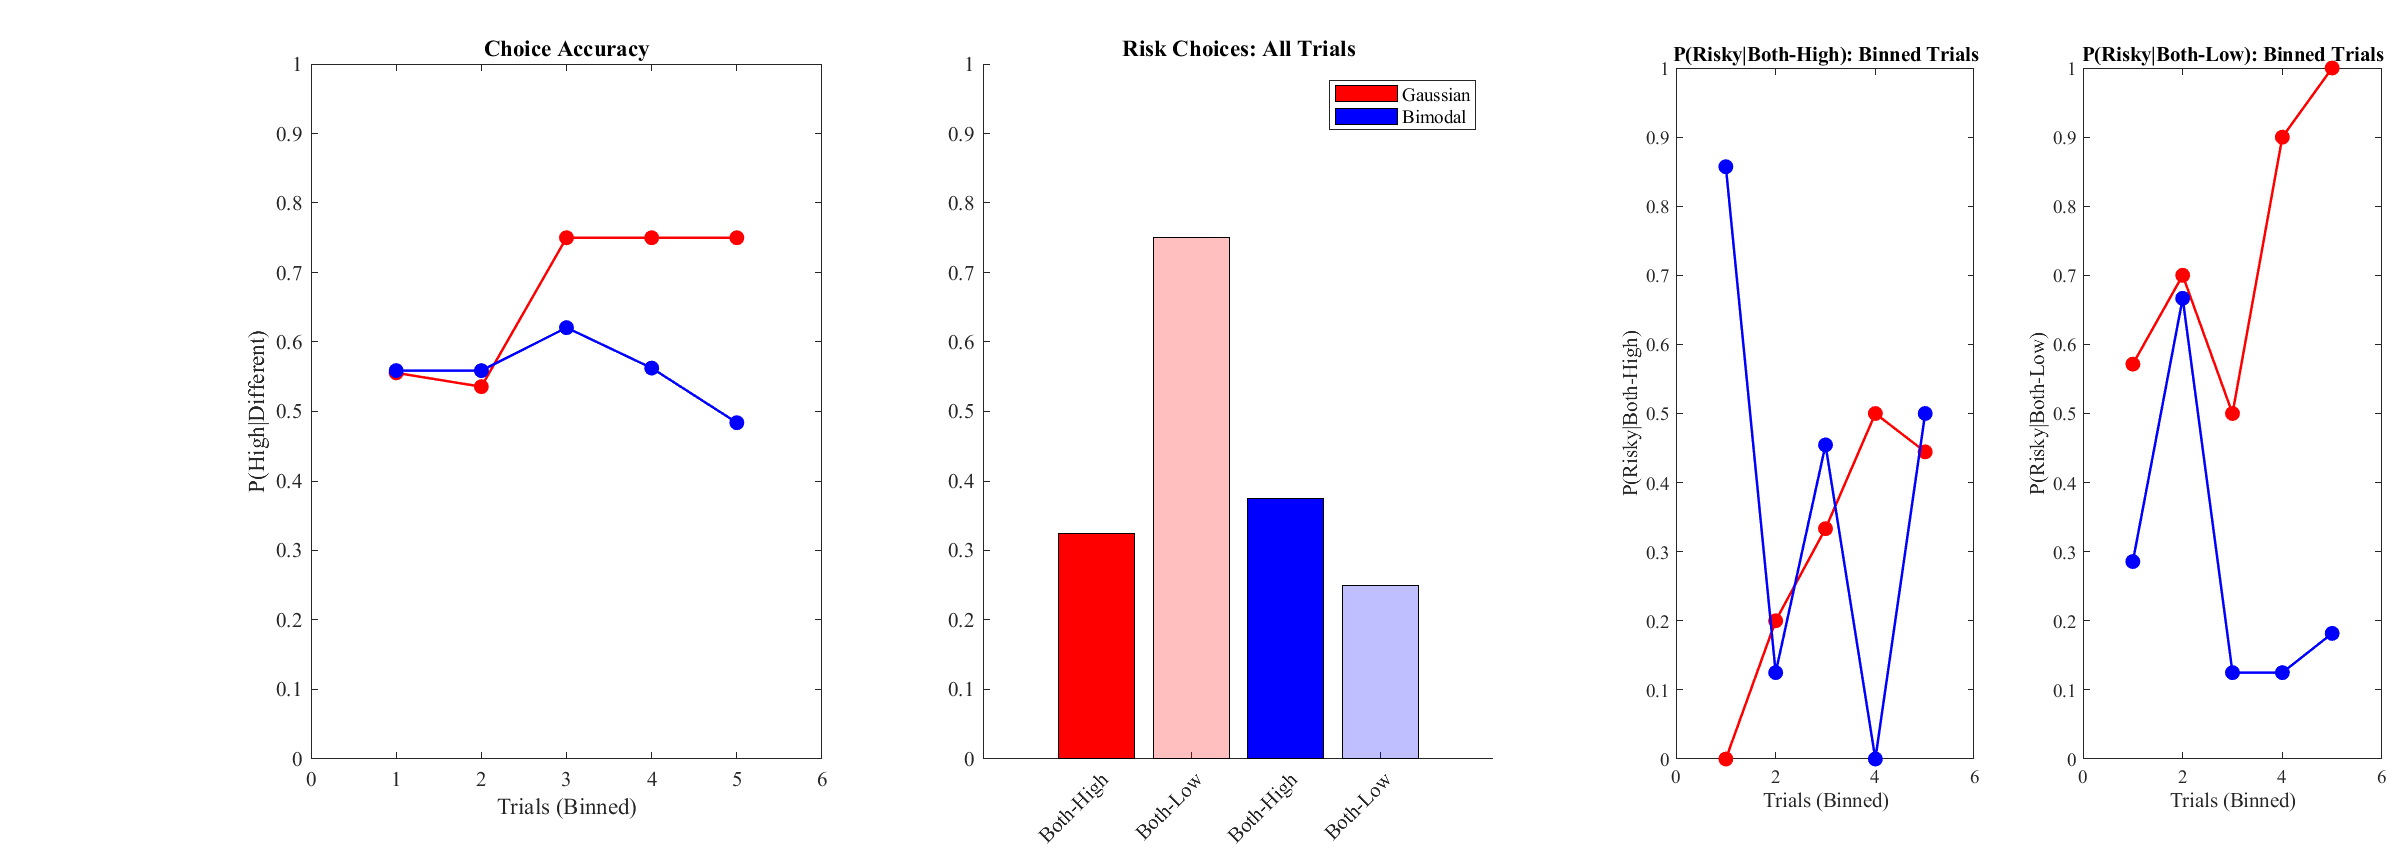 Choice Accuracy
P(High|Different)
1
0.9
0.8
0.7
0.6
0.5
0.4
0.3
0.2
0.1
0
0 1 2 3 4 5 6
Trials (Binned)
Risk Choices: All Trials
Gaussian
Bimodal
1
0.9
0.8
0.7
0.6
0.5
0.4
0.3
0.2
0.1
0
Both-High
Both-Low
Both-High
Both-Low
P(Risky|Both-High): Binned Trials
P(Risky|Both-High)
1
0.9
0.8
0.7
0.6
0.5
0.4
0.3
0.2
0.1
0
0 2 4 6
Trials (Binned)
P(Risky|Both-Low): Binned Trials
P(Risky|Both-Low)
1
0.9
0.8
0.7
0.6
0.5
0.4
0.3
0.2
0.1
0
0 2 4 6
Trials (Binned)